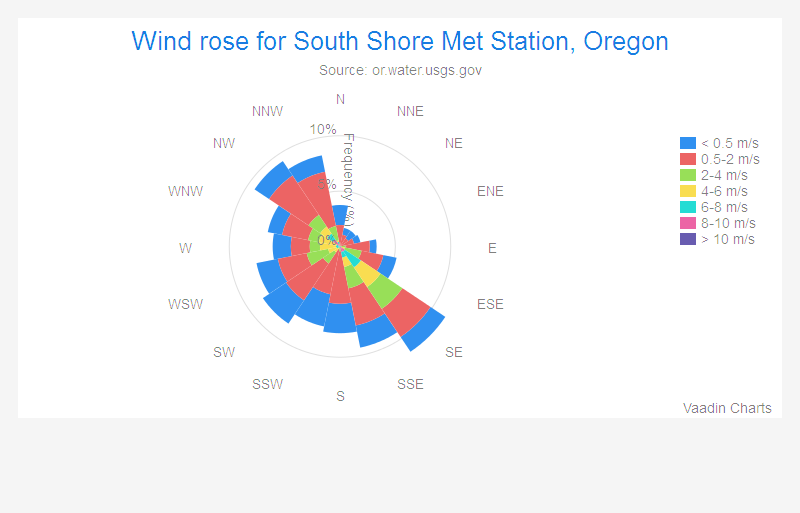 Wind rose for South Shore Met Station, Oregon
Source: or.water.usgs.gov
N
NNE
NE
ENE
E
ESE
SE
SSE
S
SSW
SW
WSW
W
WNW
NW
NNW
10%
5%
0%
Frequency (%)
< 0.5 m/s
0.5-2 m/s
2-4 m/s
4-6 m/s
6-8 m/s
8-10 m/s
> 10 m/s
Vaadin Charts